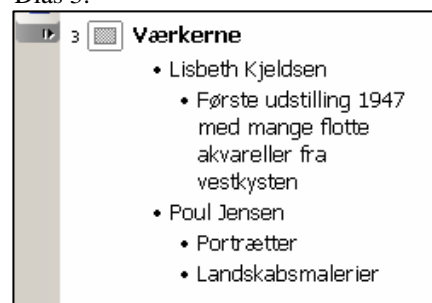 Dias 3:
3 Værkerne
• Lisbeth Kjeldsen
• Første udstilling 1947
med mange flotte
akvareller fra
vestkysten
• Poul Jensen
• Portrætter
• Landskabsmalerier